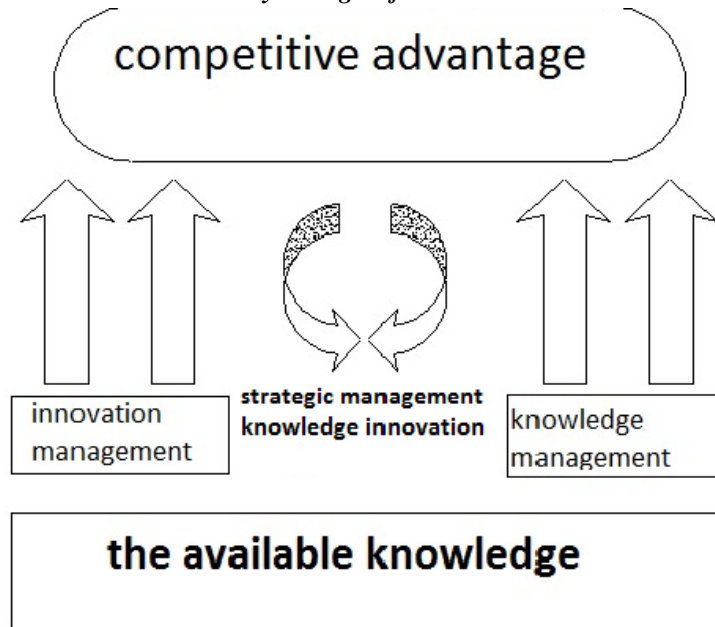 competitive advantage
innovation
management
strategic management
knowledge innovation
knowledge
management
the available knowledge